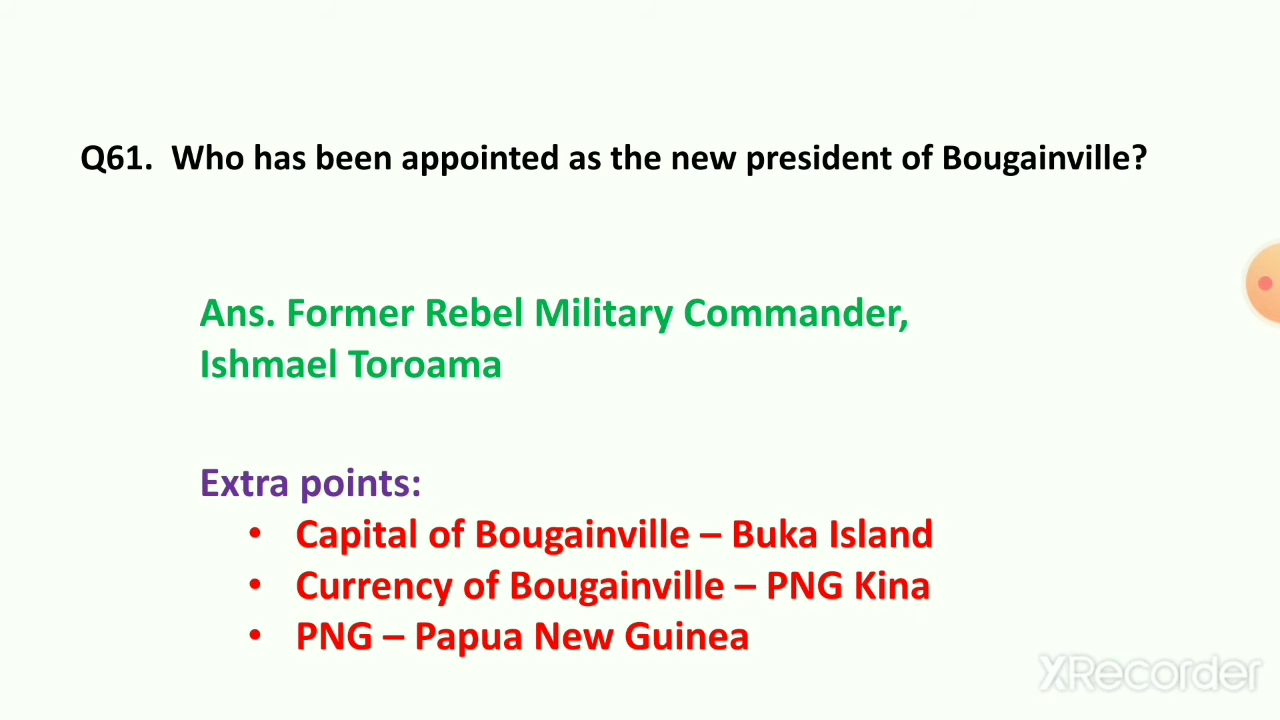 Q61. Who has been appointed as the new president of Bougainville?
Ans. Former Rebel Military Commander,
Ishmael Toroama
Extra points:
• Capital of Bougainville – Buka Island
• Currency of Bougainville – PNG Kina
• PNG – Papua New Guinea
XRecorder